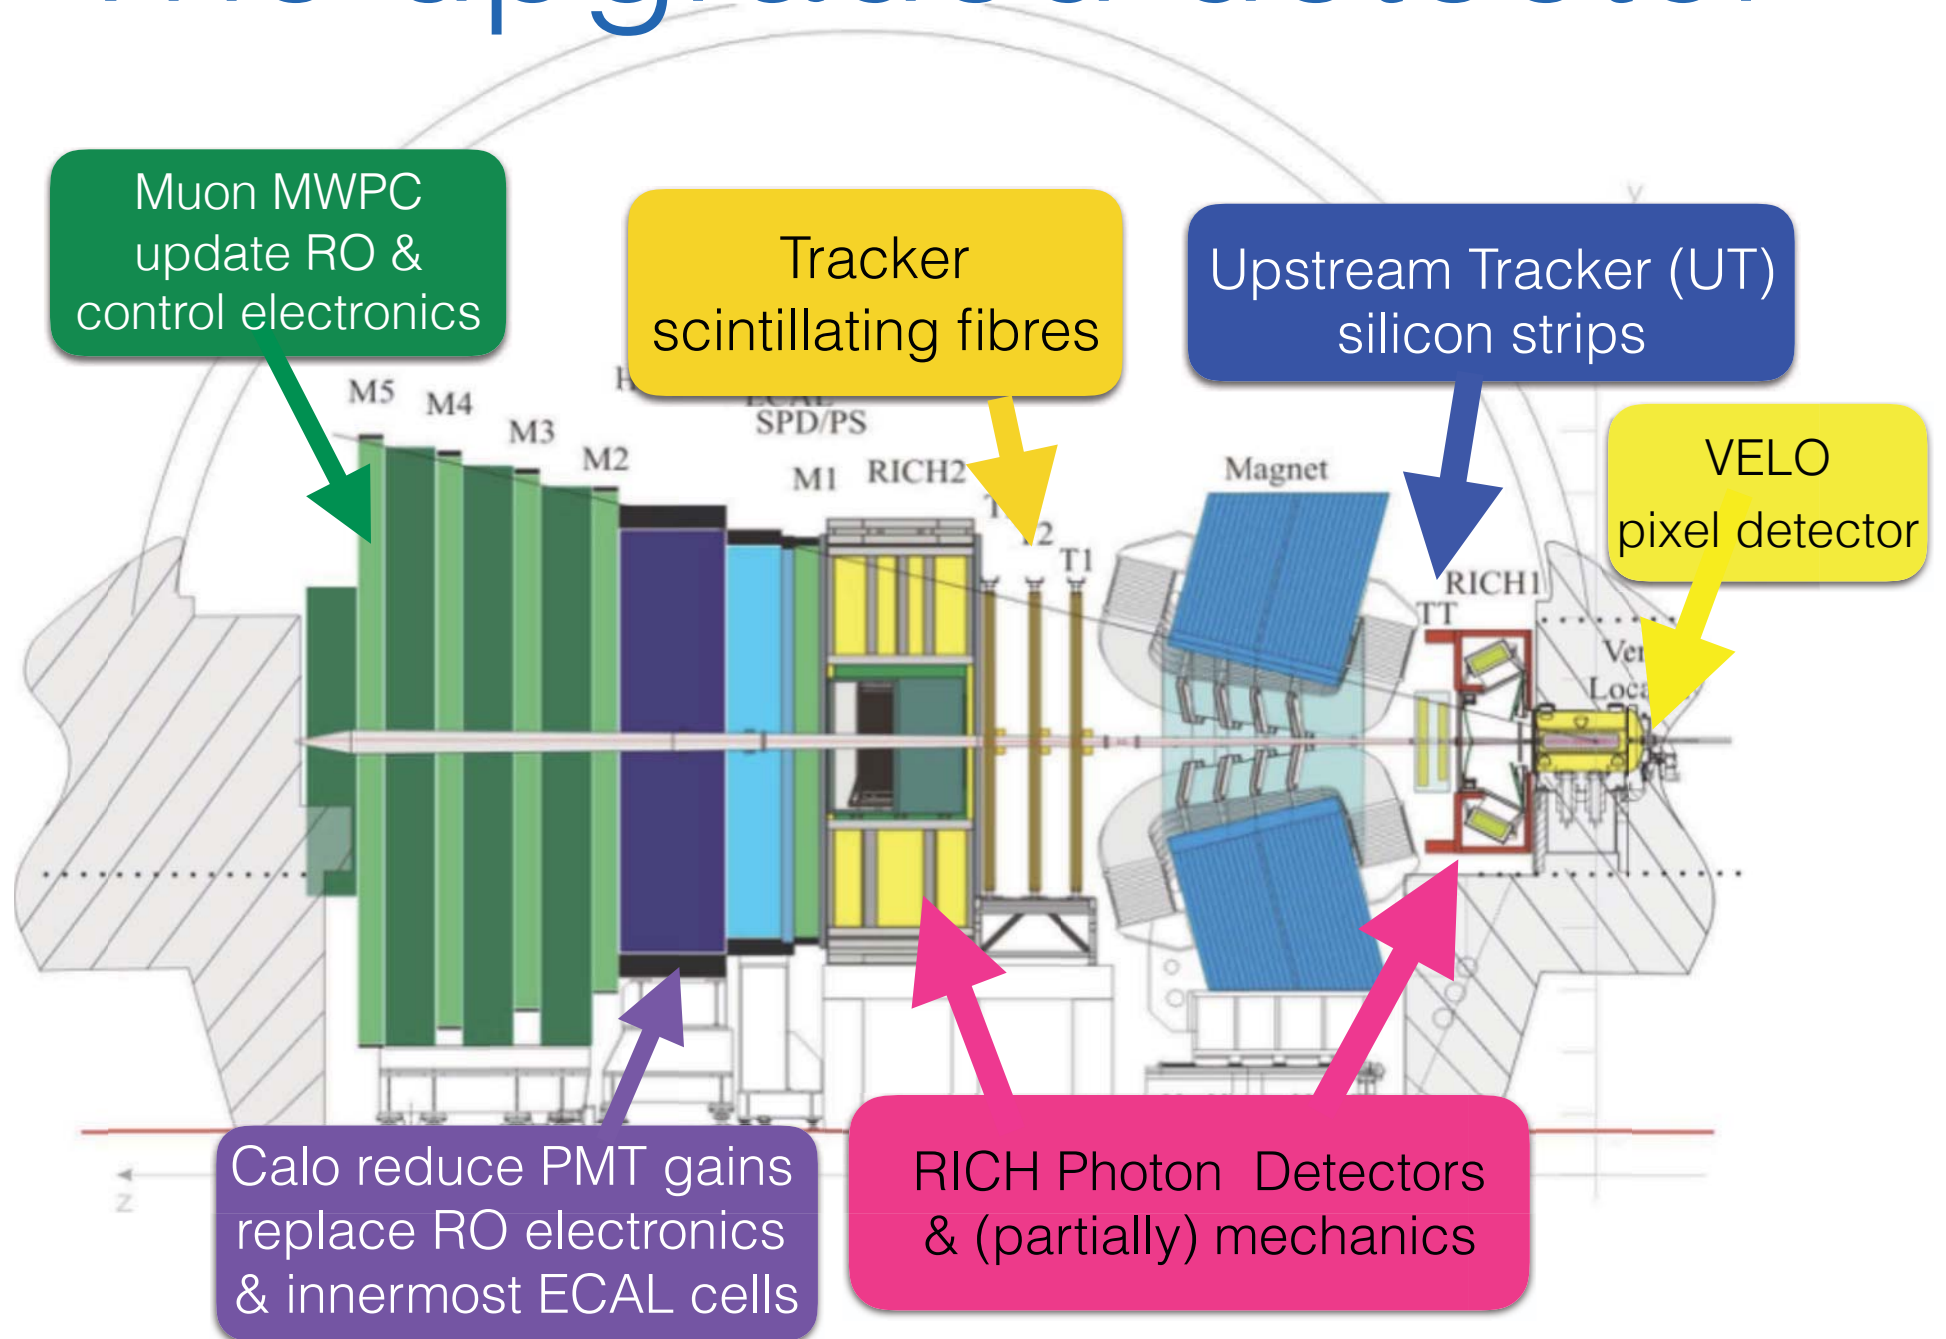 upgraded detector
Muon MWPC
update RO &
control electronics
Tracker
scintillating fibres
Upstream Tracker (UT)
silicon strips
VELO
pixel detector
y
M5
M4
M3
M2
SPD/PS
M1
RICH2
T1
Magnet
RICH1
TT
z
Calo reduce PMT gains
replace RO electronics
& innermost ECAL cells
RICH Photon Detectors
& (partially) mechanics